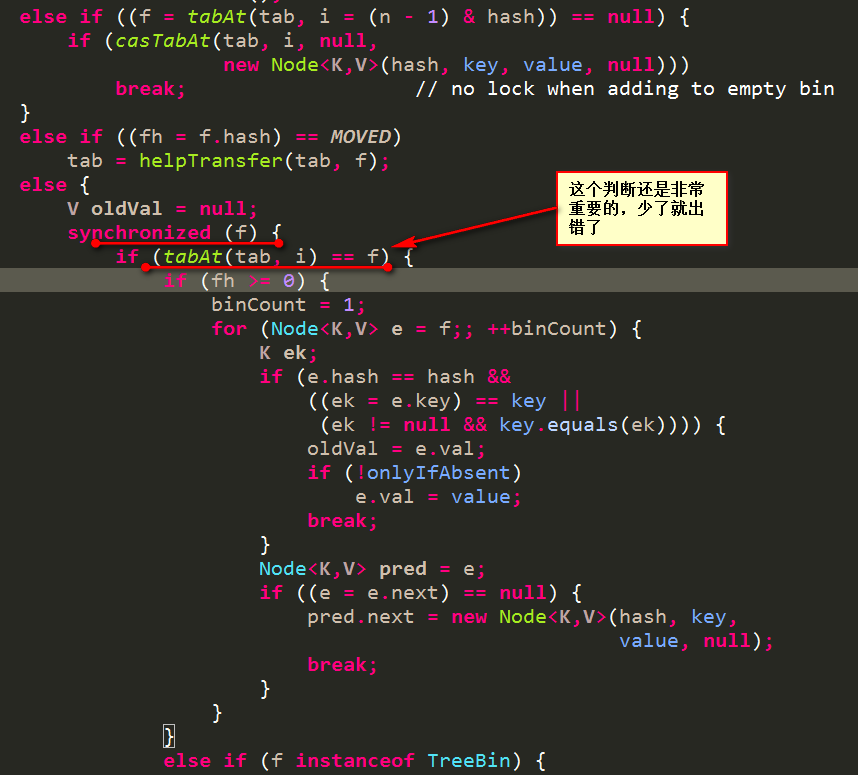 else if ((f = tabAt(tab, i = (n - 1) & hash)) == null) {
if (casTabAt(tab, i, null,
new Node<K,V>(hash, key, value, null)))
break;                   // no lock when adding to empty bin
}
else if ((fh = f.hash) == MOVED)
tab = helpTransfer(tab, f);
else {
V oldVal = null;
synchronized (f) {
if (tabAt(tab, i) == f) {
这个判断还是非常
重要的，少了就出
错了
if (fh >= 0) {
binCount = 1;
for (Node<K,V> e = f;; ++binCount) {
K ek;
if (e.hash == hash &&
((ek = e.key) == key ||
(ek != null && key.equals(ek)))) {
oldVal = e.val;
if (!onlyIfAbsent)
e.val = value;
break;
}
Node<K,V> pred = e;
if ((e = e.next) == null) {
pred.next = new Node<K,V>(hash, key,
value, null);
break;
}
}
}
else if (f instanceof TreeBin) {